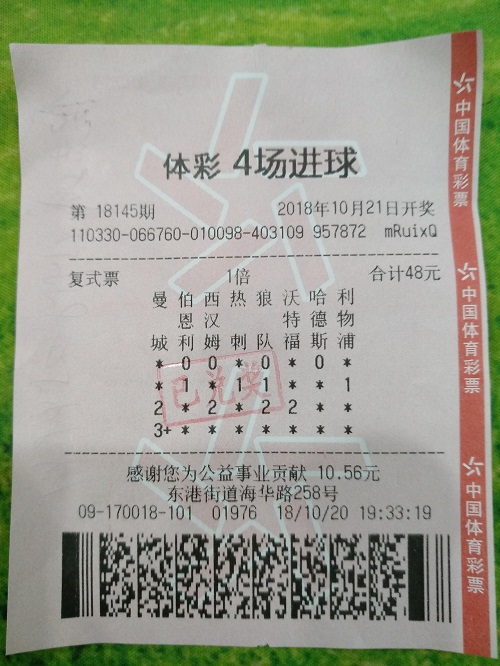 体彩 4场进球
第 18145期 2018年10月21日开奖
110330-066760-010098-403109 957872 mRuixQ
复式票 1倍 合计48元
曼 伯 西 热 狼 沃 哈 利
恩 汉 特 德 物
城 利 姆 刺 队 福 斯 浦
* 0 0 * 0 * 0 *
* 1 * 1 1 * * 1
2 * 2 * 2 2 * *
3+ * * * * * * *
已兑奖
感谢您为公益事业贡献 10.56元
东港街道海华路258号
09-170018-101 01976 18/10/20 19:33:19
中国体育彩票
中国体育彩票
中国体育彩票